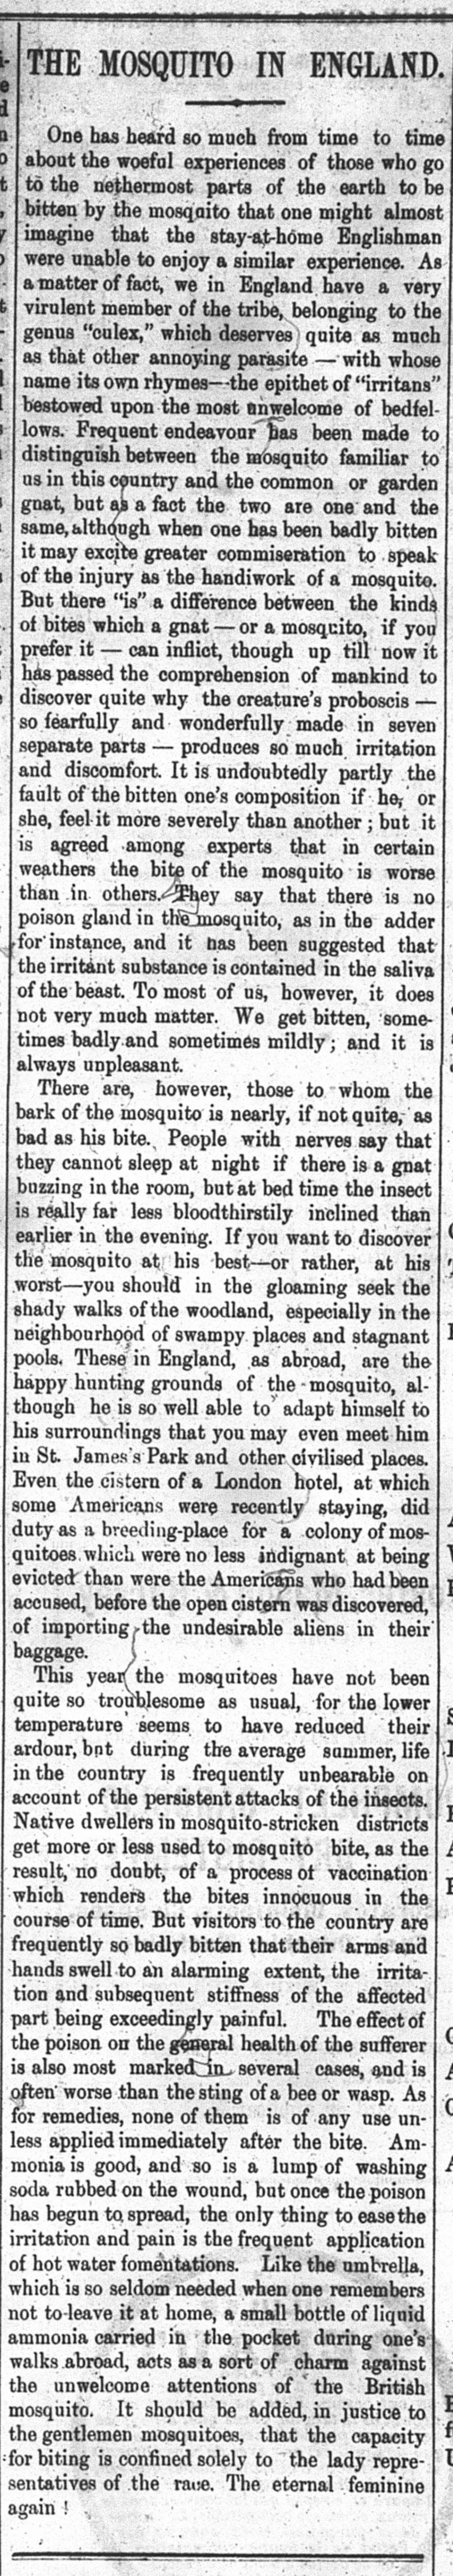 THE MOSQUITO IN ENGLAND.
One has heard so much from time to time
about the woeful experiences of those who go
to the nethermost parts of the earth to be
bitten by the mosquito that one might almost
imagine that the stay-at-home Englishman
were unable to enjoy a similar experience. As
a matter of fact, we in England have a very
virulent member of the tribe, belonging to the
genus "culex," which deserves quite as much
as that other annoying parasite — with whose
name its own rhymes—the epithet of "irritans"
bestowed upon the most unwelcome of bedfel-
lows. Frequent endeavour has been made to
distinguish between the mosquito familiar to
us in this country and the common or garden
gnat, but as a fact the two are one and the
same, although when one has been badly bitten
it may excite greater commiseration to speak
of the injury as the handiwork of a mosquito.
But there "is" a difference between the kinds
of bites which a gnat — or a mosquito, if you
prefer it — can inflict, though up till now it
has passed the comprehension of mankind to
discover quite why the creature's proboscis —
so fearfully and wonderfully made in seven
separate parts — produces so much irritation
and discomfort. It is undoubtedly partly the
fault of the bitten one's composition if he, or
she, feel it more severely than another ; but it
is agreed among experts that in certain
weathers the bite of the mosquito is worse
than in others. They say that there is no
poison gland in the mosquito, as in the adder
for instance, and it has been suggested that
the irritant substance is contained in the saliva
of the beast. To most of us, however, it does
not very much matter. We get bitten, some-
times badly and sometimes mildly ; and it is
always unpleasant.
There are, however, those to whom the
bark of the mosquito is nearly, if not quite, as
bad as his bite. People with nerves say that
they cannot sleep at night if there is a gnat
buzzing in the room, but at bed time the insect
is really far less bloodthirstily inclined than
earlier in the evening. If you want to discover
the mosquito at his best—or rather, at his
worst—you should in the gloaming seek the
shady walks of the woodland, especially in the
neighbourhood of swampy places and stagnant
pools. These in England, as abroad, are the
happy hunting grounds of the mosquito, al-
though he is so well able to adapt himself to
his surroundings that you may even meet him
in St. James's Park and other civilised places.
Even the cistern of a London hotel, at which
some Americans were recently staying, did
duty as a breeding-place for a colony of mos-
quitoes which were no less indignant at being
evicted than were the Americans who had been
accused, before the open cistern was discovered,
of importing the undesirable aliens in their
baggage.
This year the mosquitoes have not been
quite so troublesome as usual, for the lower
temperature seems to have reduced their
ardour, but during the average summer, life
in the country is frequently unbearable on
account of the persistent attacks of the insects.
Native dwellers in mosquito-stricken districts
get more or less used to mosquito bite, as the
result, no doubt, of a process of vaccination
which renders the bites innocuous in the
course of time. But visitors to the country are
frequently so badly bitten that their arms and
hands swell to an alarming extent, the irrita-
tion and subsequent stiffness of the affected
part being exceedingly painful. The effect of
the poison on the general health of the sufferer
is also most marked in several cases, and is
often worse than the sting of a bee or wasp. As
for remedies, none of them is of any use un-
less applied immediately after the bite. Am-
monia is good, and so is a lump of washing
soda rubbed on the wound, but once the poison
has begun to spread, the only thing to ease the
irritation and pain is the frequent application
of hot water fomentations. Like the umbrella,
which is so seldom needed when one remembers
not to leave it at home, a small bottle of liquid
ammonia carried in the pocket during one's
walks abroad, acts as a sort of charm against
the unwelcome attentions of the British
mosquito. It should be added, in justice to
the gentlemen mosquitoes, that the capacity
for biting is confined solely to the lady repre-
sentatives of the race. The eternal feminine
again !